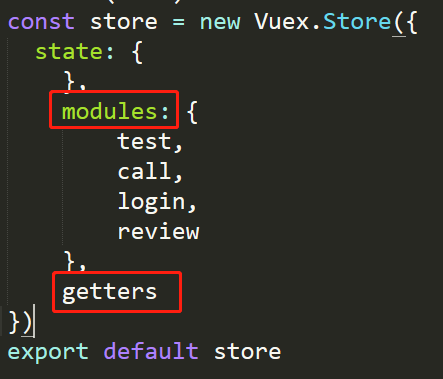 const store = new Vuex.Store({
state: {
},
modules: {
test,
call,
login,
review
},
getters
})
export default store